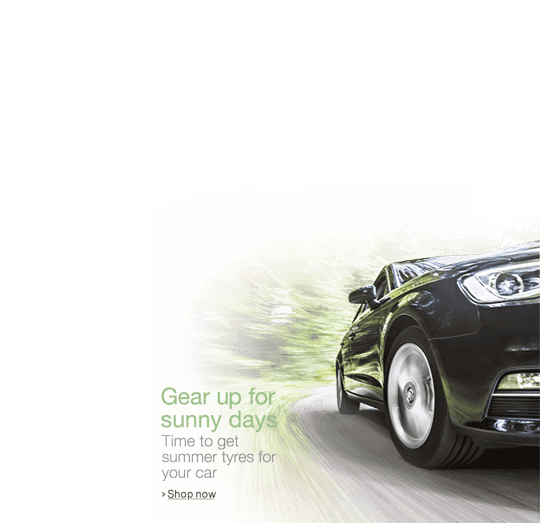 Gear up for
sunny days
Time to get
summer tyres for
your car
› Shop now